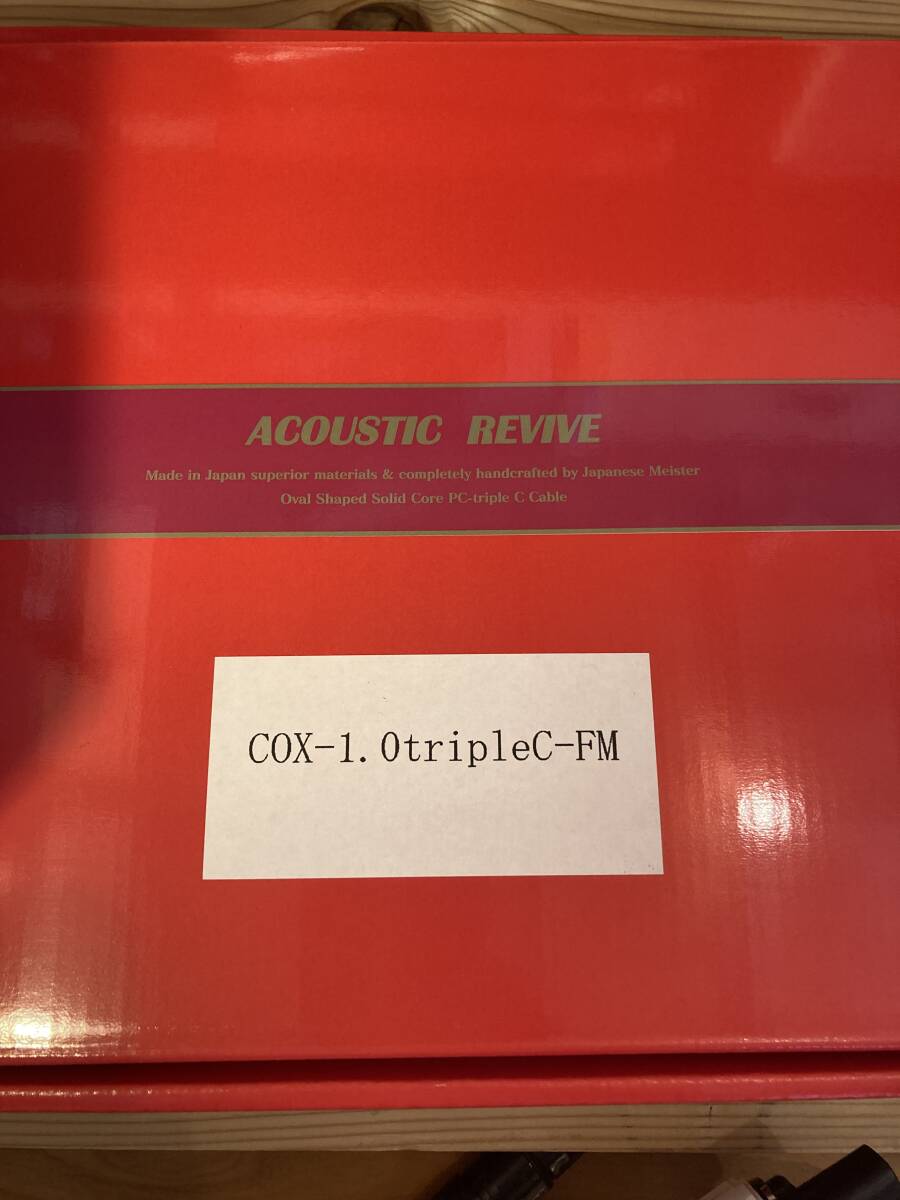 ACOUSTIC REVIVE
Made in Japan superior materials & completely handcrafted by Japanese Meister
Oval Shaped Solid Core PC-triple C Cable
COX-1.0tripleC-FM